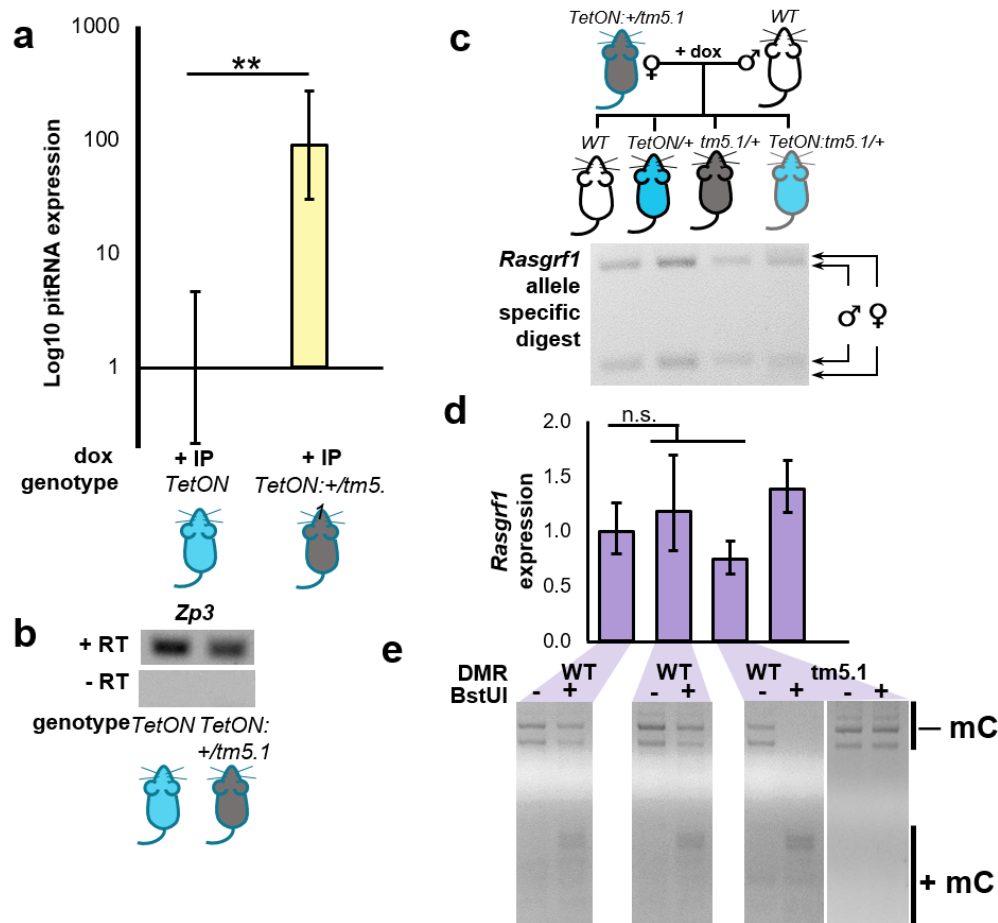 a
1000
100
10
1
Log10 pitRNA expression
**
dox
genotype
+ IP
TetON
+ IP
TetON:+/tm5.
1
b
Zp3
+ RT
- RT
genotype
TetON
TetON:
+/tm5.1
c
TetON:+/tm5.1
WT
+ dox
♀
♂
WT
TetON/+
tm5.1/+
TetON:tm5.1/+
Rasgrf1
allele
specific
digest
♂ ♀
d
2.0
1.5
1.0
0.5
0.0
Rasgrf1
expression
n.s.
e
DMR
WT
WT
WT
tm5.1
BstUI
- +
- +
- +
- +
— mC
+ mC